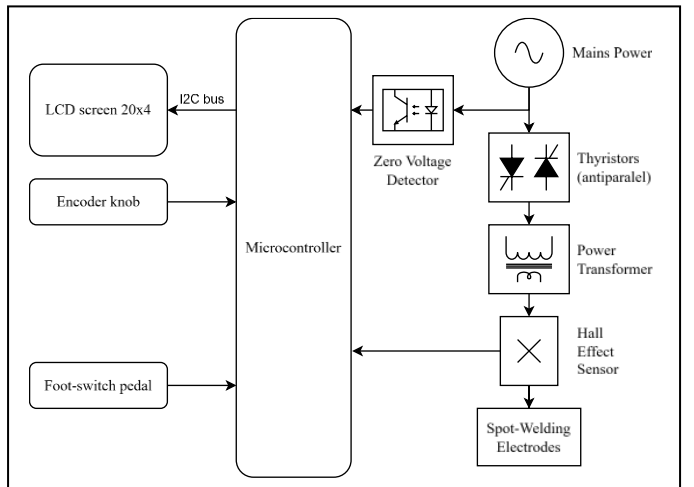 Mains Power
LCD screen 20x4
I2C bus
Zero Voltage
Detector
Thyristors
(antiparalel)
Encoder knob
Microcontroller
Power
Transformer
Hall
Effect
Sensor
Foot-switch pedal
Spot-Welding
Electrodes